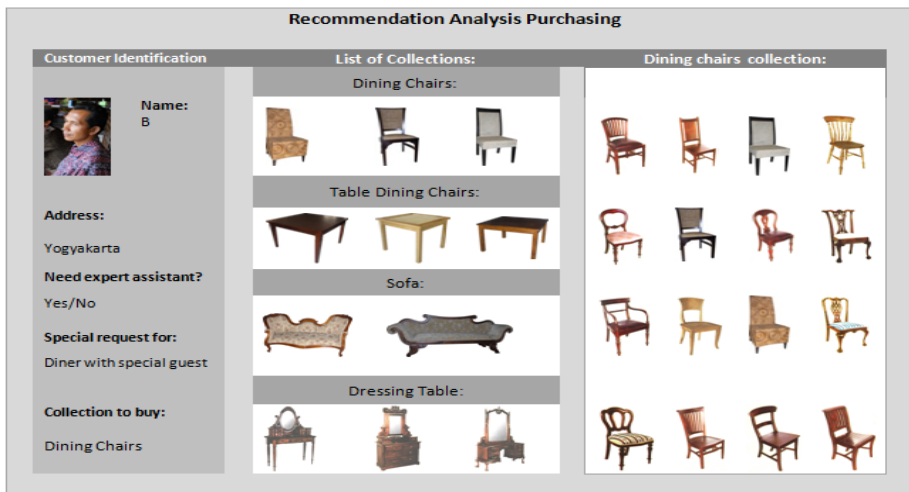 Recommendation Analysis Purchasing
Customer Identification
Name:
B
Address:
Yogyakarta
Need expert assistant?
Yes/No
Special request for:
Diner with special guest
Collection to buy:
Dining Chairs
List of Collections:
Dining Chairs:
Table Dining Chairs:
Sofa:
Dressing Table:
Dining chairs collection: